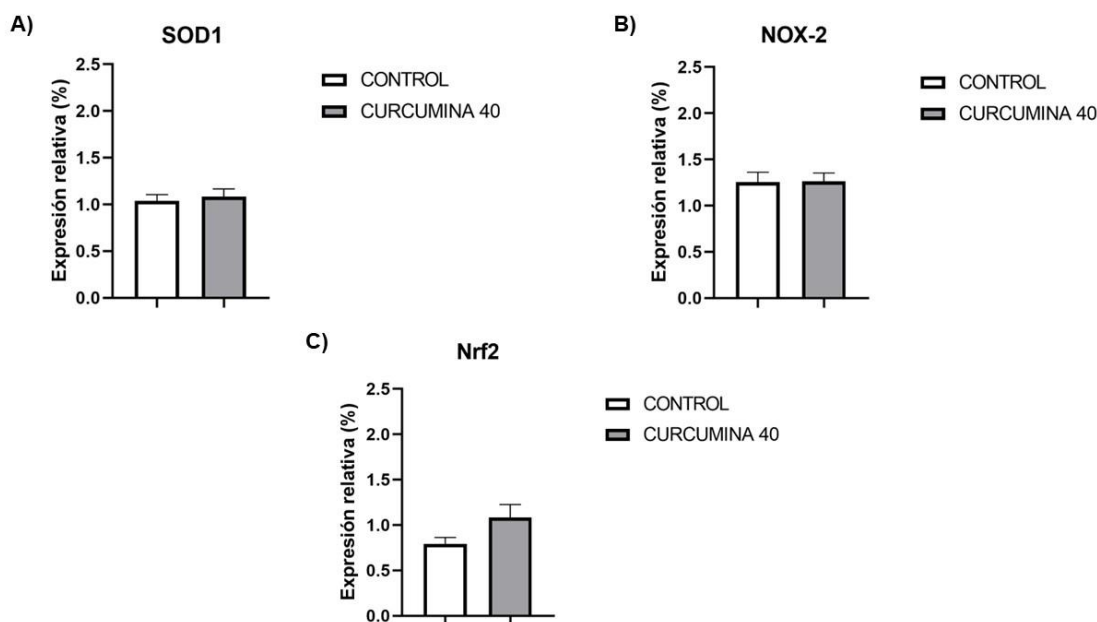 A)
SOD1
Expresión relativa (%)
2.5
2.0
1.5
1.0
0.5
0.0
CONTROL
CURCUMINA 40
B)
NOX-2
Expresión relativa (%)
2.5
2.0
1.5
1.0
0.5
0.0
CONTROL
CURCUMINA 40
C)
Nrf2
Expresión relativa (%)
2.5
2.0
1.5
1.0
0.5
0.0
CONTROL
CURCUMINA 40